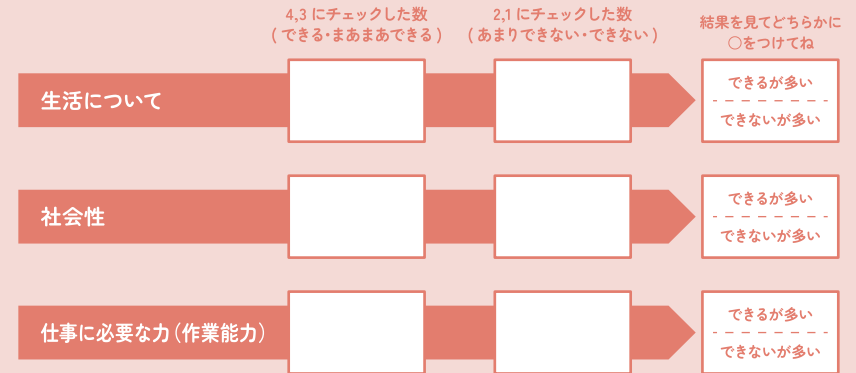 4,3 にチェックした数
( できる・まあまあできる )
2,1 にチェックした数
( あまりできない・できない )
結果を見てどちらかに
○をつけてね
生活について
できるが多い
できないが多い
社会性
できるが多い
できないが多い
仕事に必要な力（作業能力）
できるが多い
できないが多い